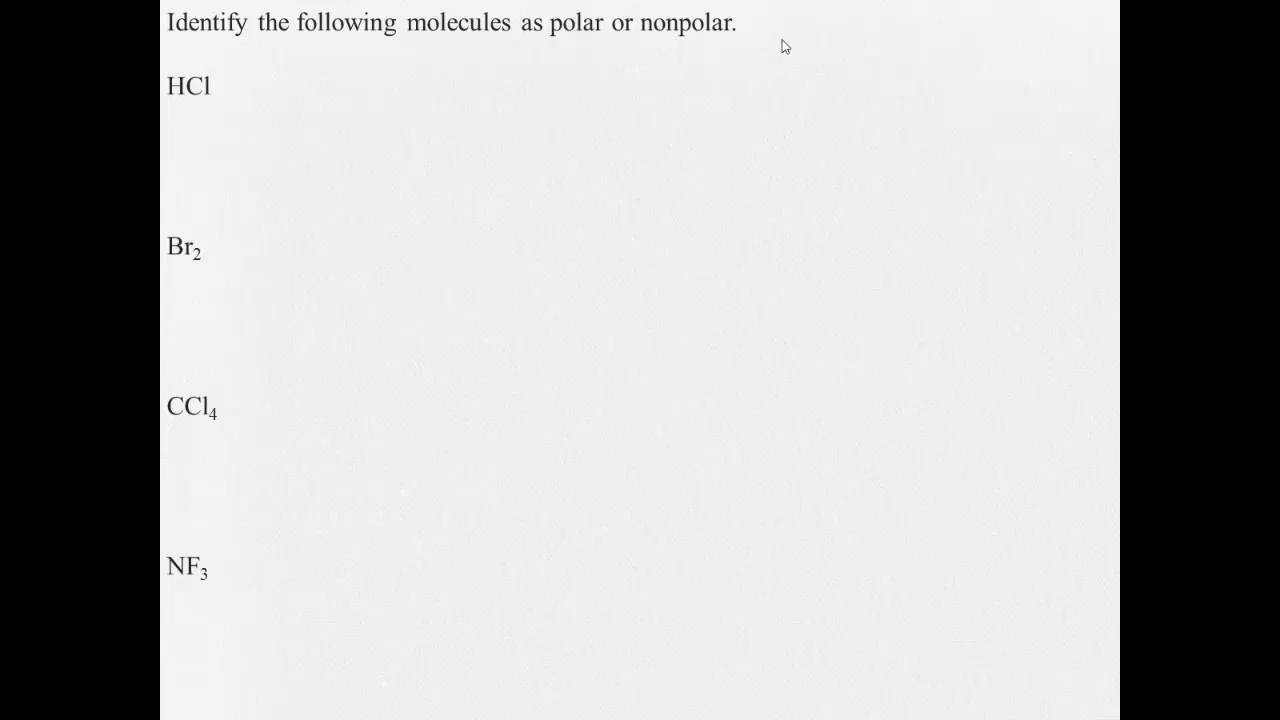 Identify the following molecules as polar or nonpolar.
HCl
Br₂
CCl₄
NF₃